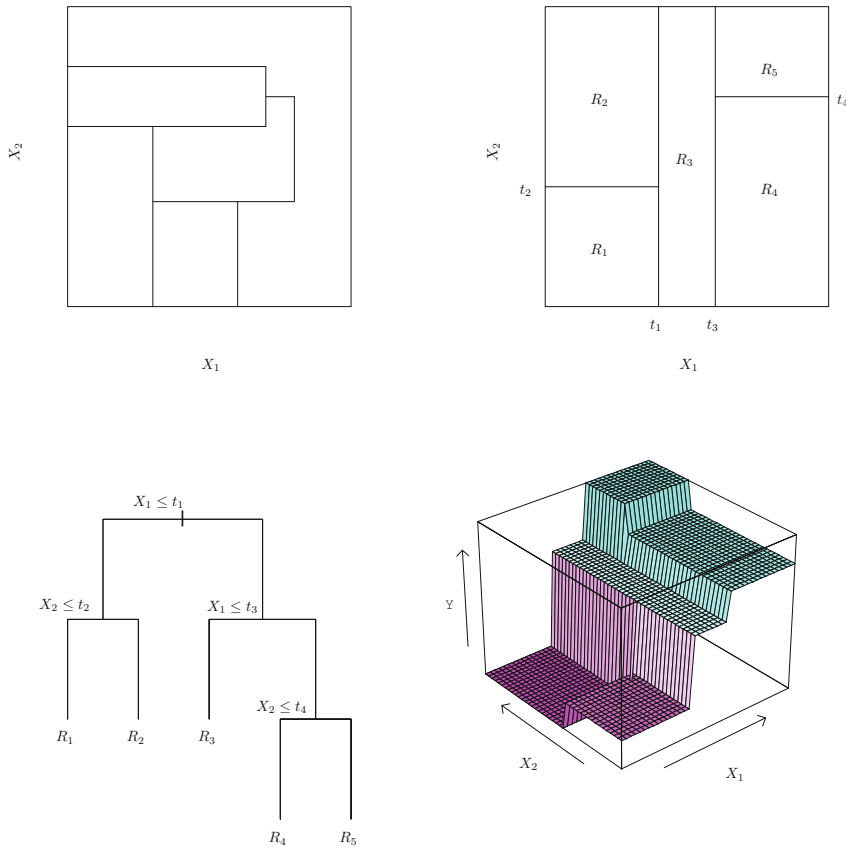 X₂
X₁
R₅
R₂
t₄
X₂
R₃
t₂
R₄
R₁
t₁ t₃
X₁
X₁ ≤ t₁
X₂ ≤ t₂
X₁ ≤ t₃
X₂ ≤ t₄
R₁
R₂
R₃
R₄
R₅
Y
X₂
X₁